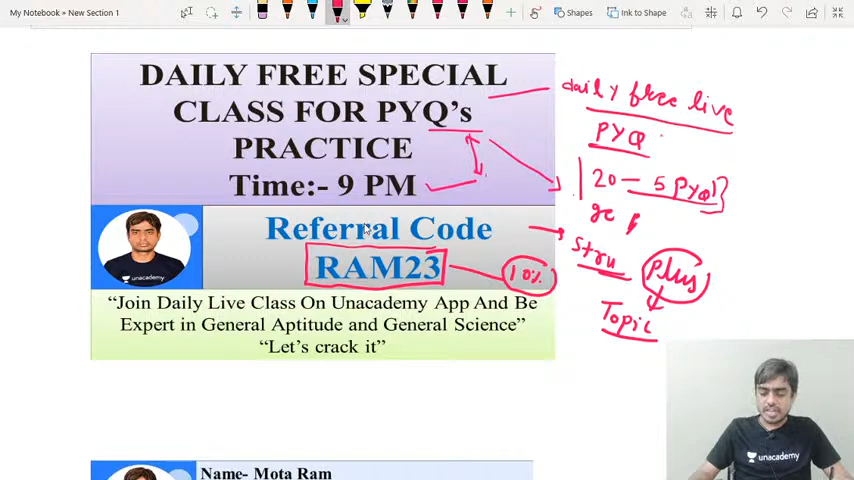 My Notebook » New Section 1
Shapes
Ink to Shape
DAILY FREE SPECIAL
CLASS FOR PYQ's
PRACTICE
Time:- 9 PM
Referral Code
RAM23
unacademy
"Join Daily Live Class On Unacademy App And Be
Expert in General Aptitude and General Science"
"Let's crack it"
daily free live
PYQ
20 — 5 PYQ
stru
plus
10%
Topic
unacademy
Name- Mota Ram